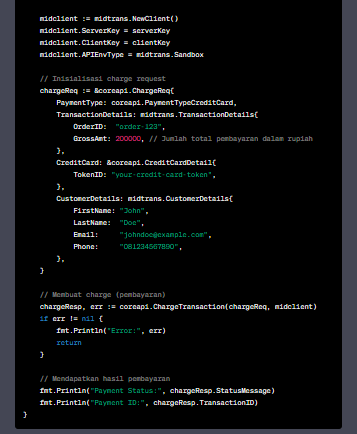 midclient := midtrans.NewClient()
midclient.ServerKey = serverKey
midclient.ClientKey = clientKey
midclient.APIEnvType = midtrans.Sandbox
// Inisialisasi charge request
chargeReq := &coreapi.ChargeReq{
PaymentType: coreapi.PaymentTypeCreditCard,
TransactionDetails: midtrans.TransactionDetails{
OrderID: "order-123",
GrossAmt: 200000, // Jumlah total pembayaran dalam rupiah
},
CreditCard: &coreapi.CreditCardDetail{
TokenID: "your-credit-card-token",
},
CustomerDetails: midtrans.CustomerDetails{
FirstName: "John",
LastName: "Doe",
Email: "johndoe@example.com",
Phone: "081234567890",
},
}
// Membuat charge (pembayaran)
chargeResp, err := coreapi.ChargeTransaction(chargeReq, midclient)
if err != nil {
fmt.Println("Error:", err)
return
}
// Mendapatkan hasil pembayaran
fmt.Println("Payment Status:", chargeResp.StatusMessage)
fmt.Println("Payment ID:", chargeResp.TransactionID)
}